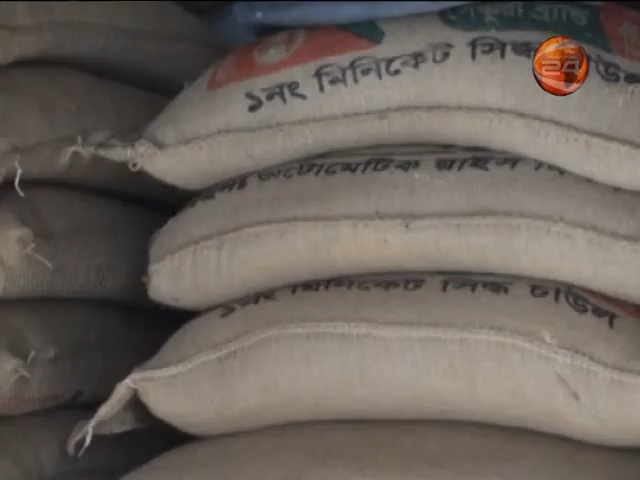 ব্র্যান্ড
১নং মিনিকেট সিদ্ধ
24
অটোমেটিক রাইস
১নং মিনিকেট সিদ্ধ চাউল